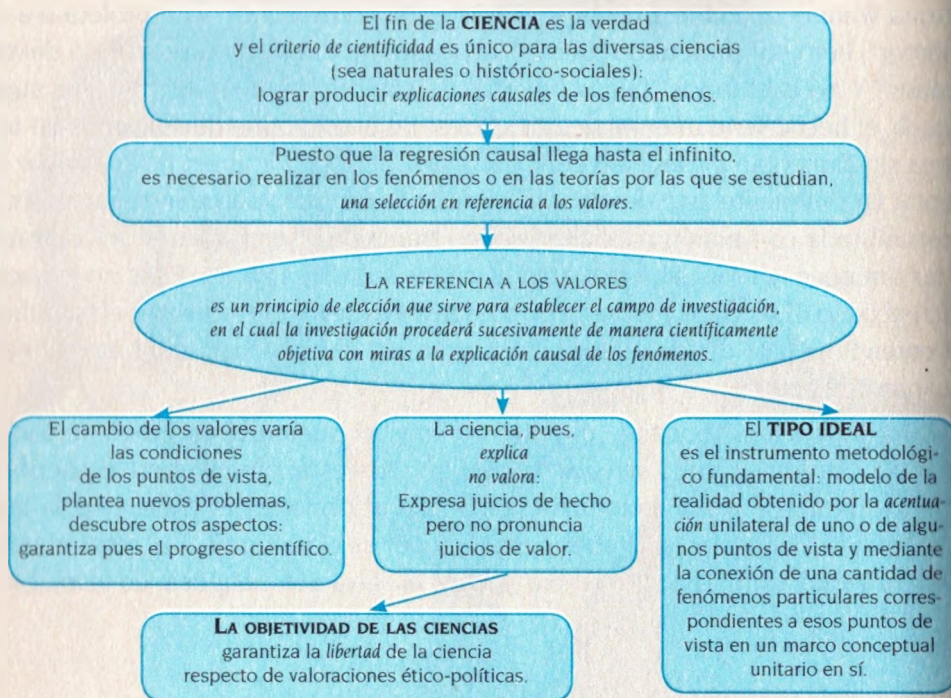 El fin de la CIENCIA es la verdad
y el criterio de cientificidad es único para las diversas ciencias
(sea naturales o histórico-sociales):
lograr producir explicaciones causales de los fenómenos.
Puesto que la regresión causal llega hasta el infinito,
es necesario realizar en los fenómenos o en las teorías por las que se estudian,
una selección en referencia a los valores.
LA REFERENCIA A LOS VALORES
es un principio de elección que sirve para establecer el campo de investigación,
en el cual la investigación procederá sucesivamente de manera científicamente
objetiva con miras a la explicación causal de los fenómenos.
El cambio de los valores varía
las condiciones
de los puntos de vista,
plantea nuevos problemas,
descubre otros aspectos:
garantiza pues el progreso científico.
La ciencia, pues,
explica
no valora:
Expresa juicios de hecho
pero no pronuncia
juicios de valor.
El TIPO IDEAL
es el instrumento metodológi-
co fundamental: modelo de la
realidad obtenido por la acentua-
ción unilateral de uno o de algu-
nos puntos de vista y mediante
la conexión de una cantidad de
fenómenos particulares corres-
pondientes a esos puntos de
vista en un marco conceptual
unitario en sí.
LA OBJETIVIDAD DE LAS CIENCIAS
garantiza la libertad de la ciencia
respecto de valoraciones ético-políticas.